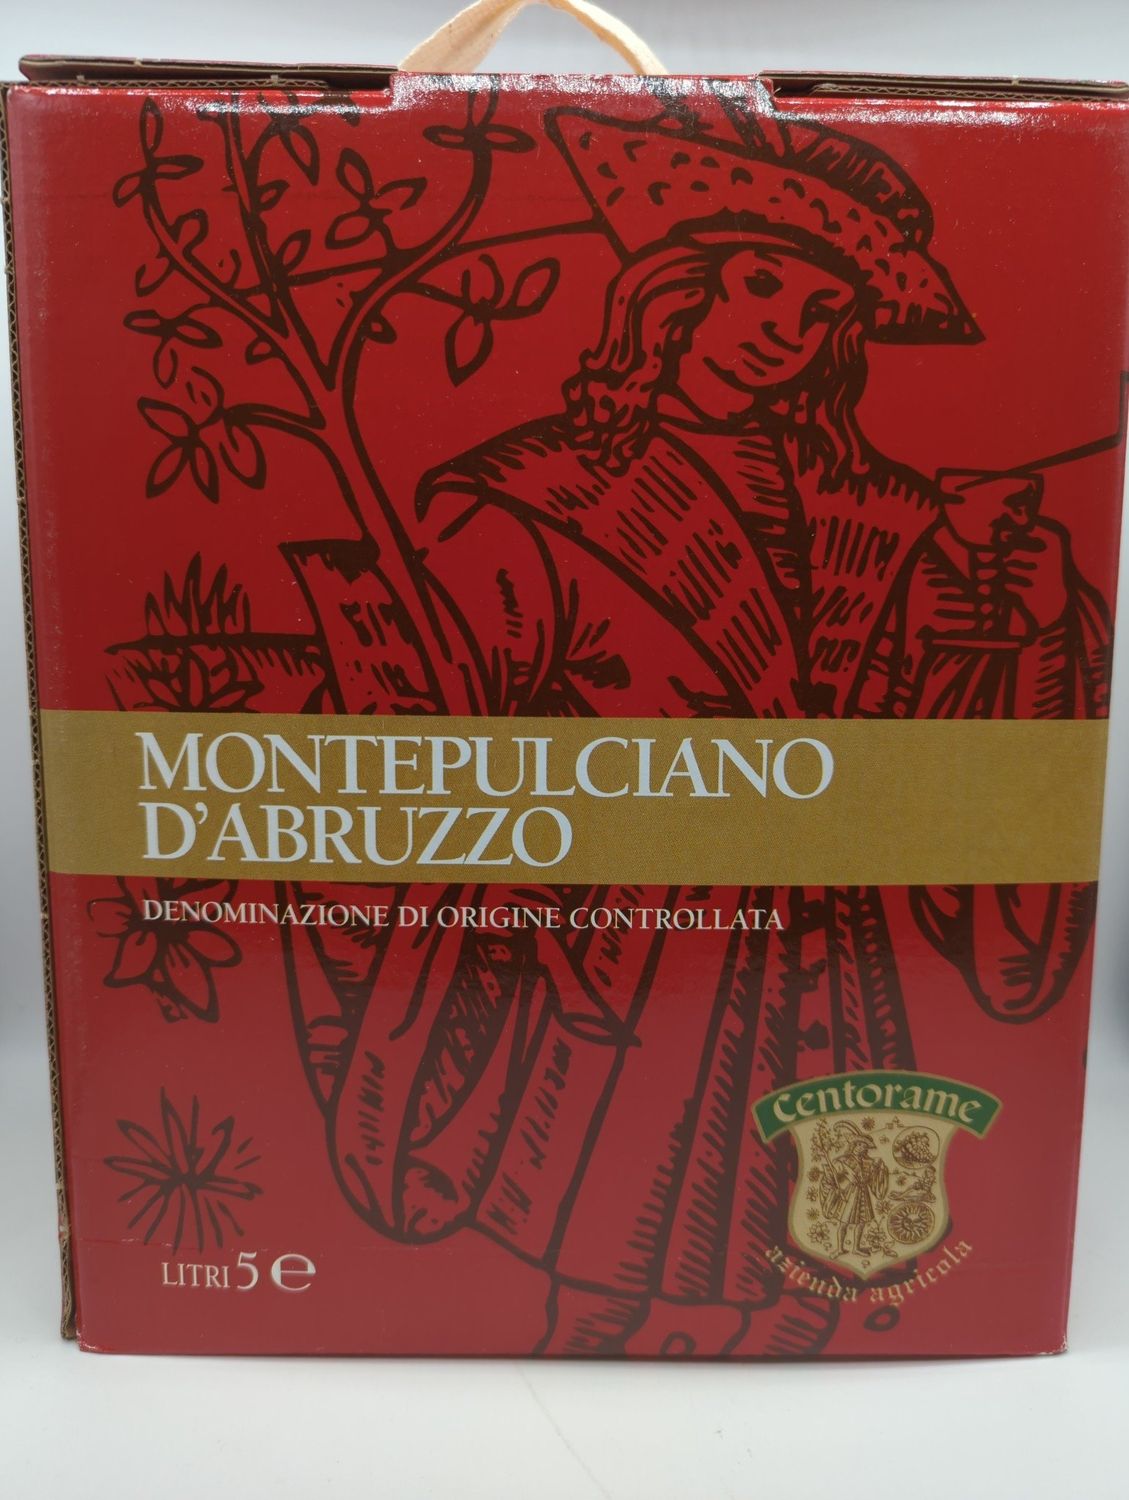 MONTEPULCIANO
D'ABRUZZO
DENOMINAZIONE DI ORIGINE CONTROLLATA
LITRI 5 ℮
Centorame
azienda agricola